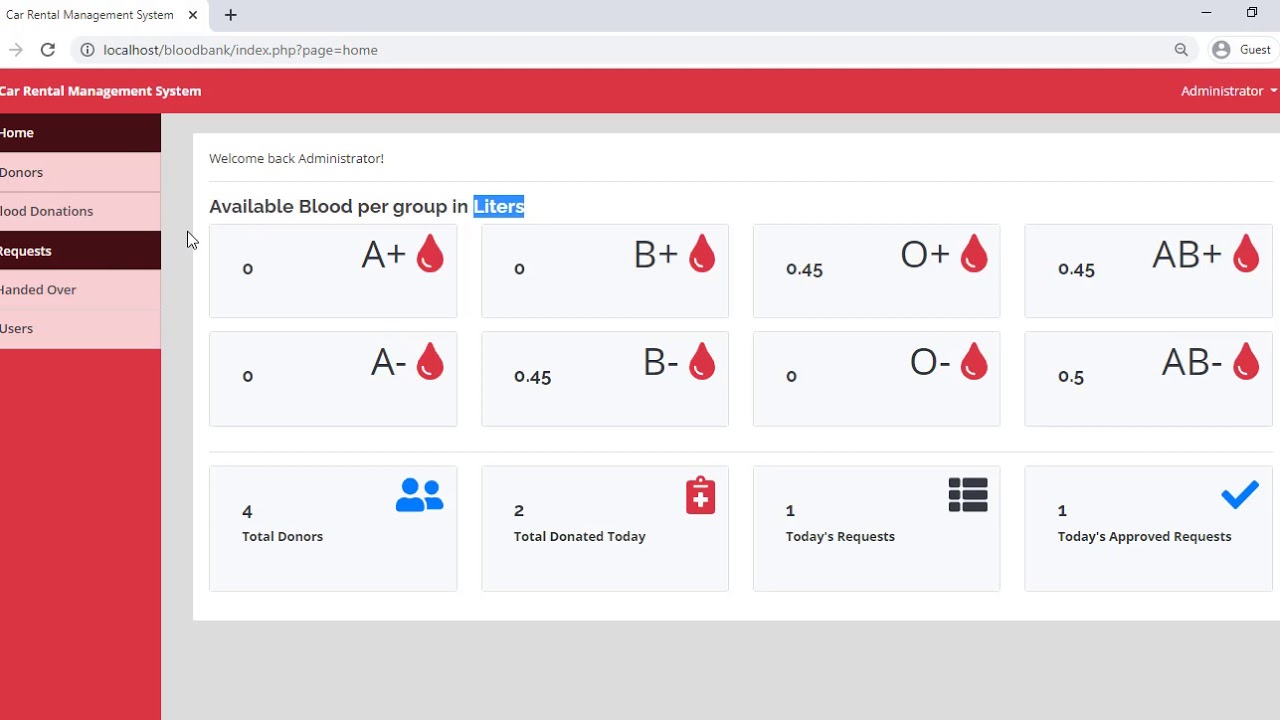 Car Rental Management System
localhost/bloodbank/index.php?page=home
Guest
Car Rental Management System
Administrator
Home
Donors
lood Donations
Requests
Handed Over
Users
Welcome back Administrator!
Available Blood per group in Liters
0 A+
0 B+
0.45 O+
0.45 AB+
0 A-
0.45 B-
0 O-
0.5 AB-
4
Total Donors
2
Total Donated Today
1
Today's Requests
1
Today's Approved Requests